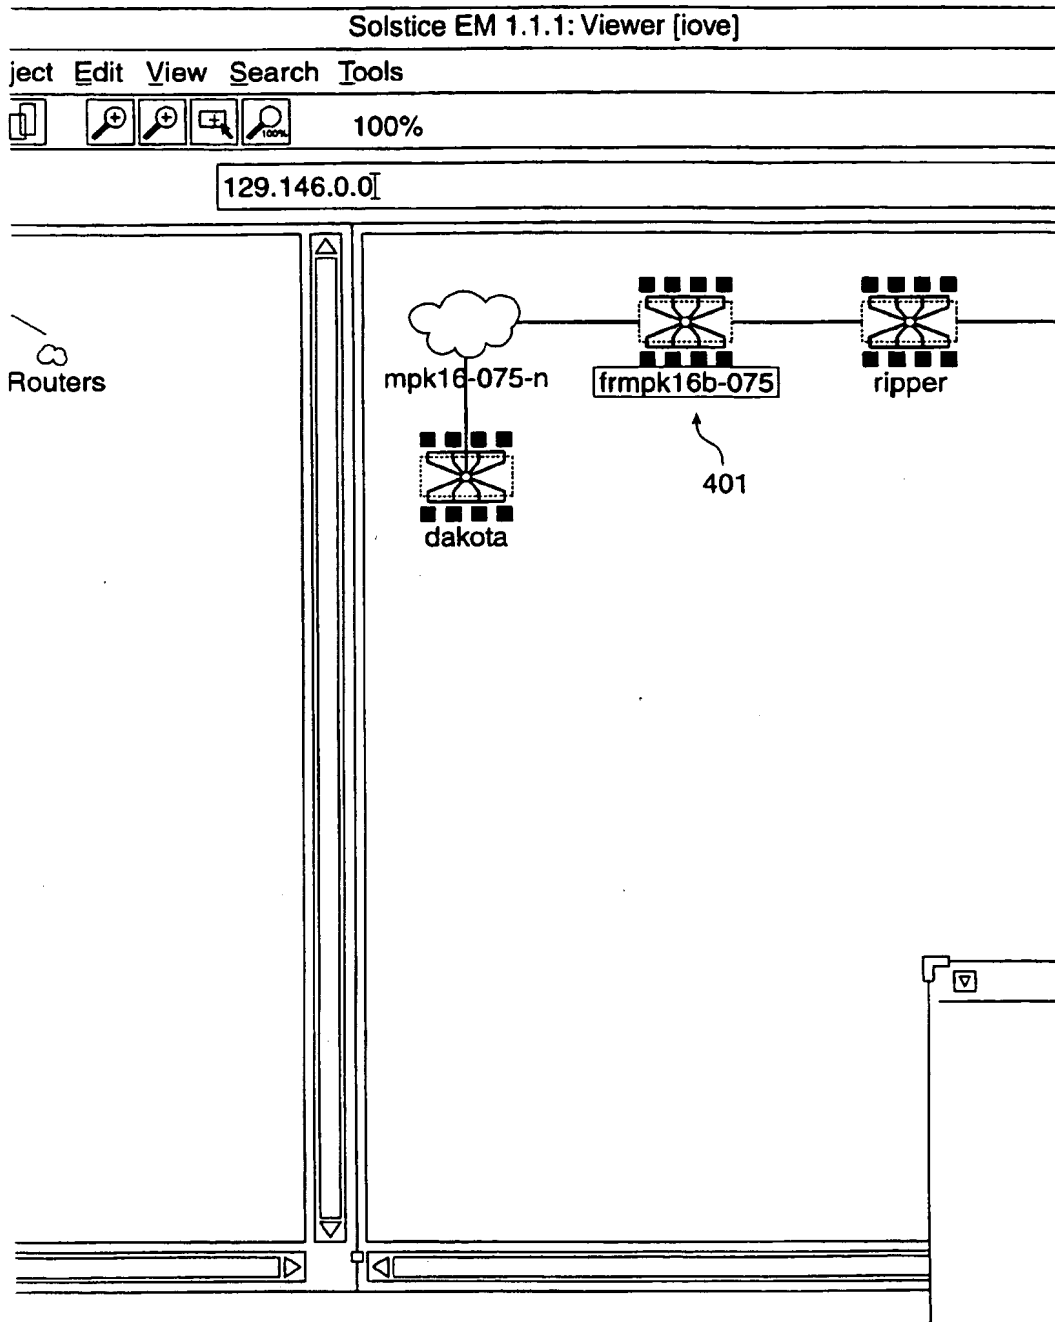 Solstice EM 1.1.1: Viewer [iove]
ject Edit View Search Tools
100% 100%
129.146.0.0
Routers mpk16-075-n frmpk16b-075 ripper
401
dakota